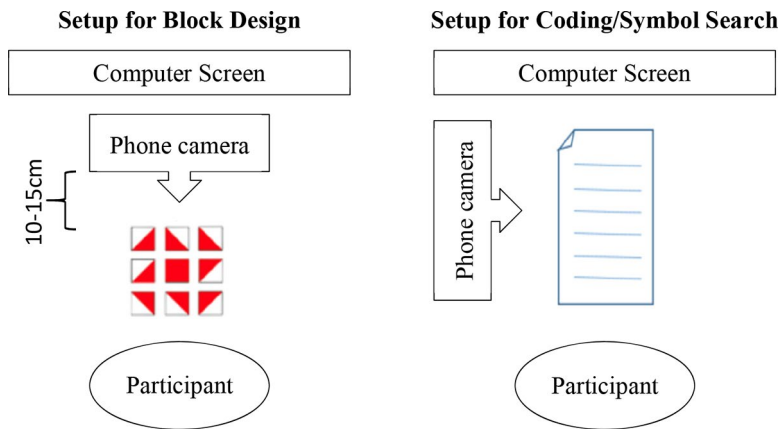 Setup for Block Design
Computer Screen
Phone camera
10-15cm
Participant
Setup for Coding/Symbol Search
Computer Screen
Phone camera
Participant